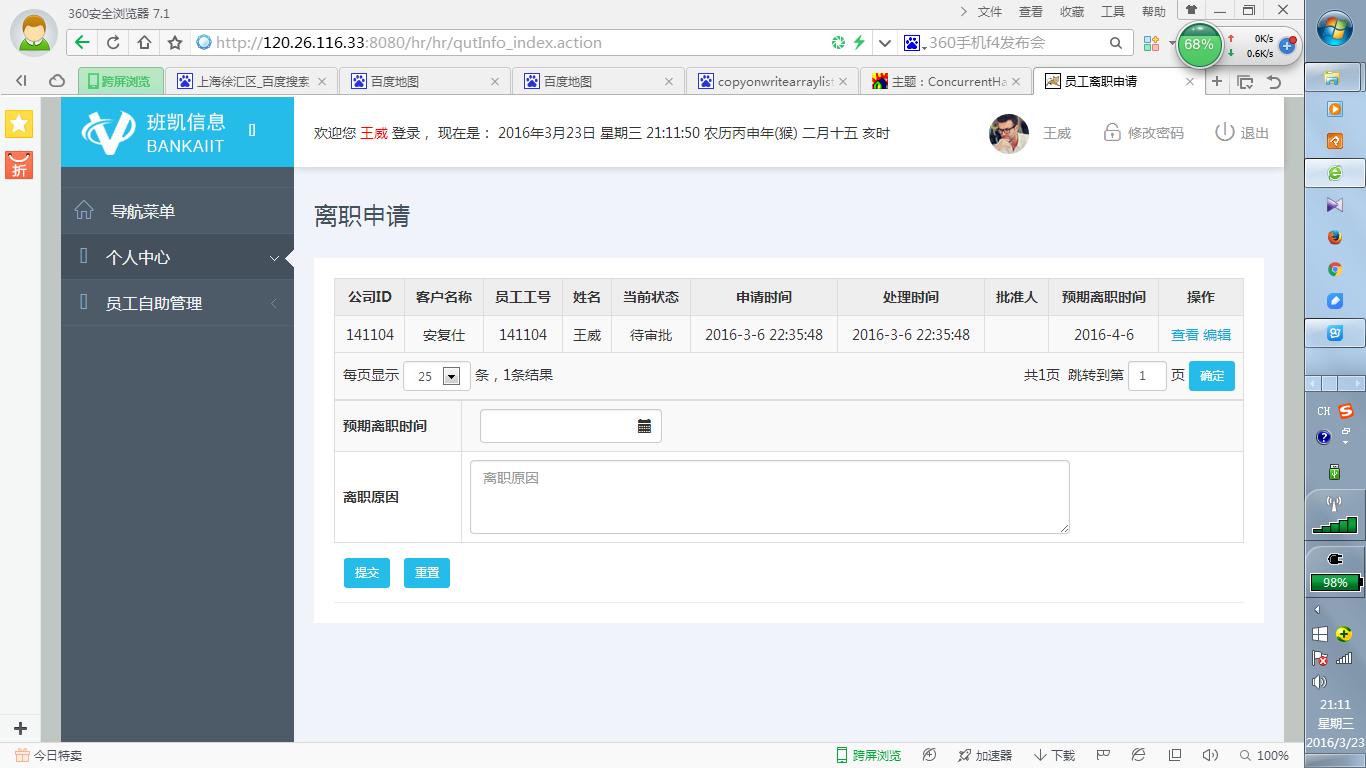 360安全浏览器 7.1
文件 查看 收藏 工具 帮助
http://120.26.116.33:8080/hr/hr/qutInfo_index.action
360手机f4发布会
68%
0K/s
0.6K/s
跨屏浏览
上海徐汇区_百度搜索
百度地图
百度地图
copyonwritearraylist
主题：ConcurrentHa
员工离职申请
折
班凯信息
BANKAIIT
欢迎您 王威 登录， 现在是： 2016年3月23日 星期三 21:11:50 农历丙申年(猴) 二月十五 亥时
王威
修改密码
退出
导航菜单
个人中心
员工自助管理
离职申请
公司ID 客户名称 员工工号 姓名 当前状态 申请时间 处理时间 批准人 预期离职时间 操作
141104 安复仕 141104 王威 待审批 2016-3-6 22:35:48 2016-3-6 22:35:48 2016-4-6 查看 编辑
每页显示 25 条，1条结果 共1页 跳转到第 1 页 确定
预期离职时间
离职原因
离职原因
提交 重置
今日特卖
跨屏浏览
加速器
下载
100%
CH
98%
21:11
星期三
2016/3/23